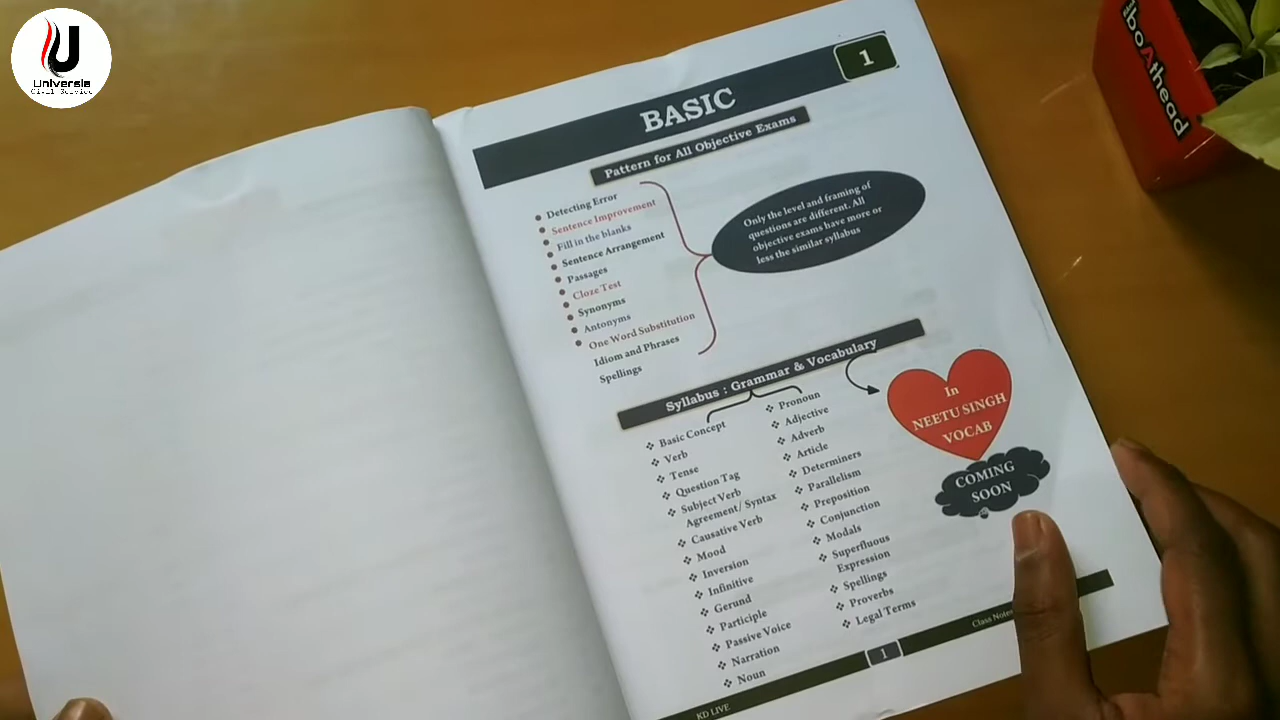 U
Universia
Civil Service
1
BASIC
Pattern for All Objective Exams
Detecting Error
Sentence Improvement
Fill in the blanks
Sentence Arrangement
Passages
Cloze Test
Synonyms
Antonyms
One Word Substitution
Idiom and Phrases
Spellings
Only the level and framing of
questions are different. All
objective exams have more or
less the similar syllabus
Syllabus : Grammar & Vocabulary
Basic Concept
Verb
Tense
Question Tag
Subject Verb
Agreement/ Syntax
Causative Verb
Mood
Inversion
Infinitive
Gerund
Participle
Passive Voice
Narration
Noun
Pronoun
Adjective
Adverb
Article
Determiners
Parallelism
Preposition
Conjunction
Modals
Superfluous
Expression
Spellings
Proverbs
Legal Terms
In
NEETU SINGH
VOCAB
COMING
SOON
KD LIVE
1
Class Notes